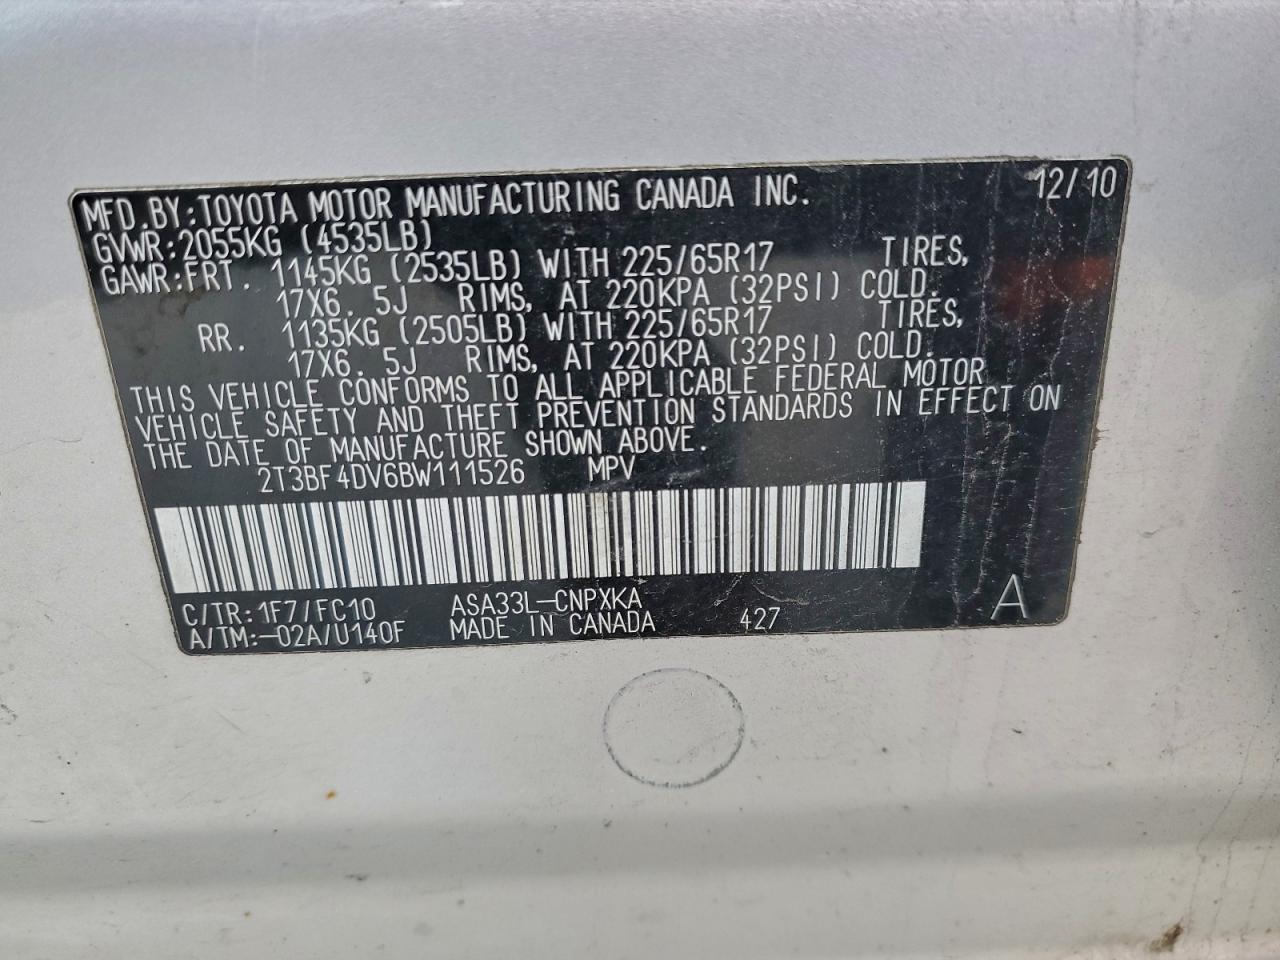 MFD.BY:TOYOTA MOTOR MANUFACTURING CANADA INC. 12/10
GVWR:2055KG (4535LB)
GAWR:FRT. 1145KG (2535LB) WITH 225/65R17 TIRES,
17X6.5J RIMS, AT 220KPA (32PSI) COLD.
RR. 1135KG (2505LB) WITH 225/65R17 TIRES,
17X6.5J RIMS, AT 220KPA (32PSI) COLD.
THIS VEHICLE CONFORMS TO ALL APPLICABLE FEDERAL MOTOR
VEHICLE SAFETY AND THEFT PREVENTION STANDARDS IN EFFECT ON
THE DATE OF MANUFACTURE SHOWN ABOVE.
2T3BF4DV6BW111526 MPV
C/TR:1F7/FC10 ASA33L-CNPXKA A
A/TM:-02A/U140F MADE IN CANADA 427